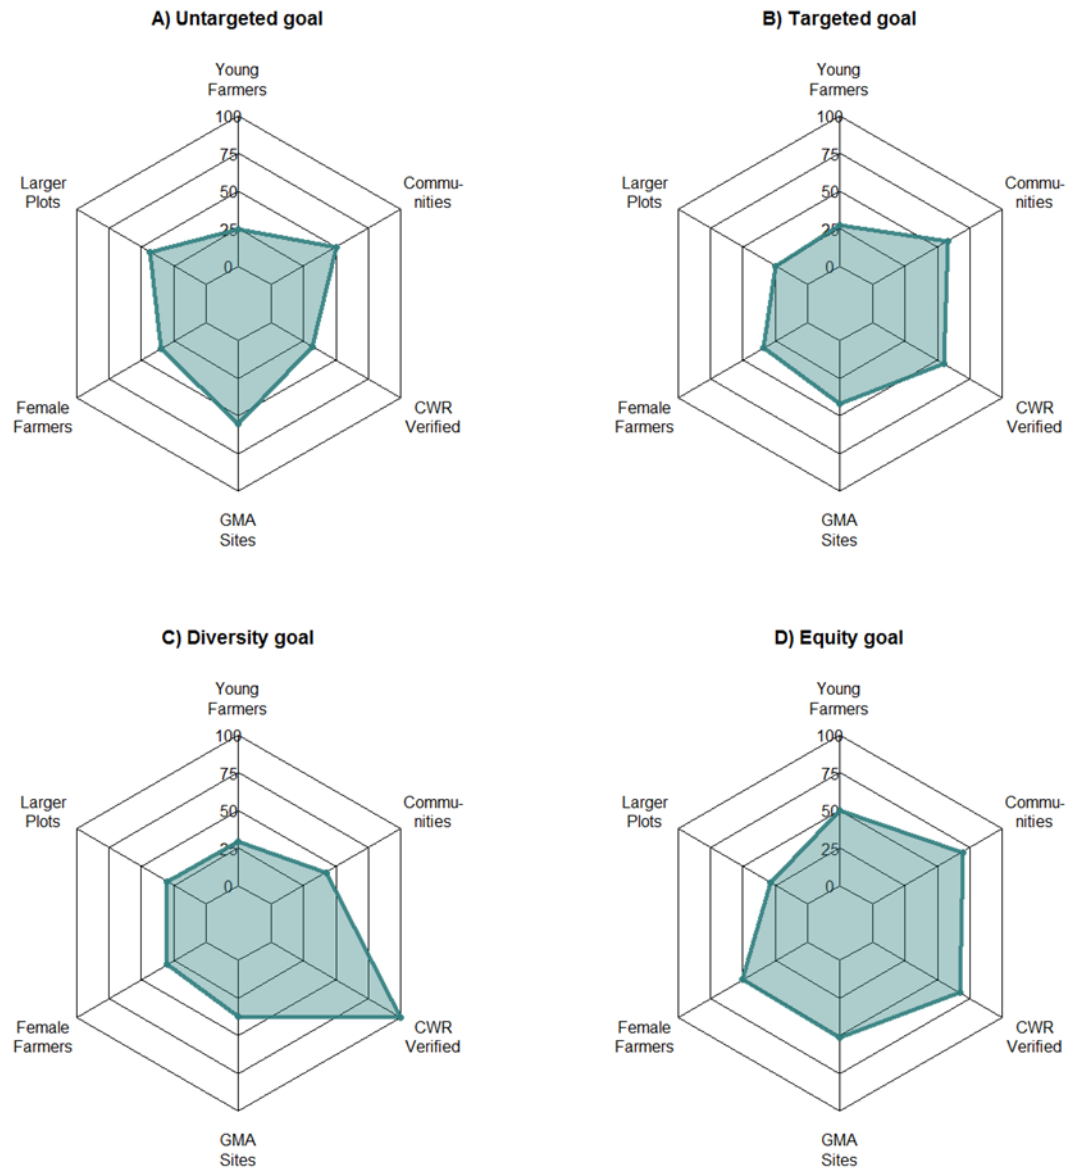 A) Untargeted goal
Young
Farmers
100
75
50
25
0
Larger
Plots
Commu-
nities
Female
Farmers
CWR
Verified
GMA
Sites
B) Targeted goal
Young
Farmers
100
75
50
25
0
Larger
Plots
Commu-
nities
Female
Farmers
CWR
Verified
GMA
Sites
C) Diversity goal
Young
Farmers
100
75
50
25
0
Larger
Plots
Commu-
nities
Female
Farmers
CWR
Verified
GMA
Sites
D) Equity goal
Young
Farmers
100
75
50
25
0
Larger
Plots
Commu-
nities
Female
Farmers
CWR
Verified
GMA
Sites